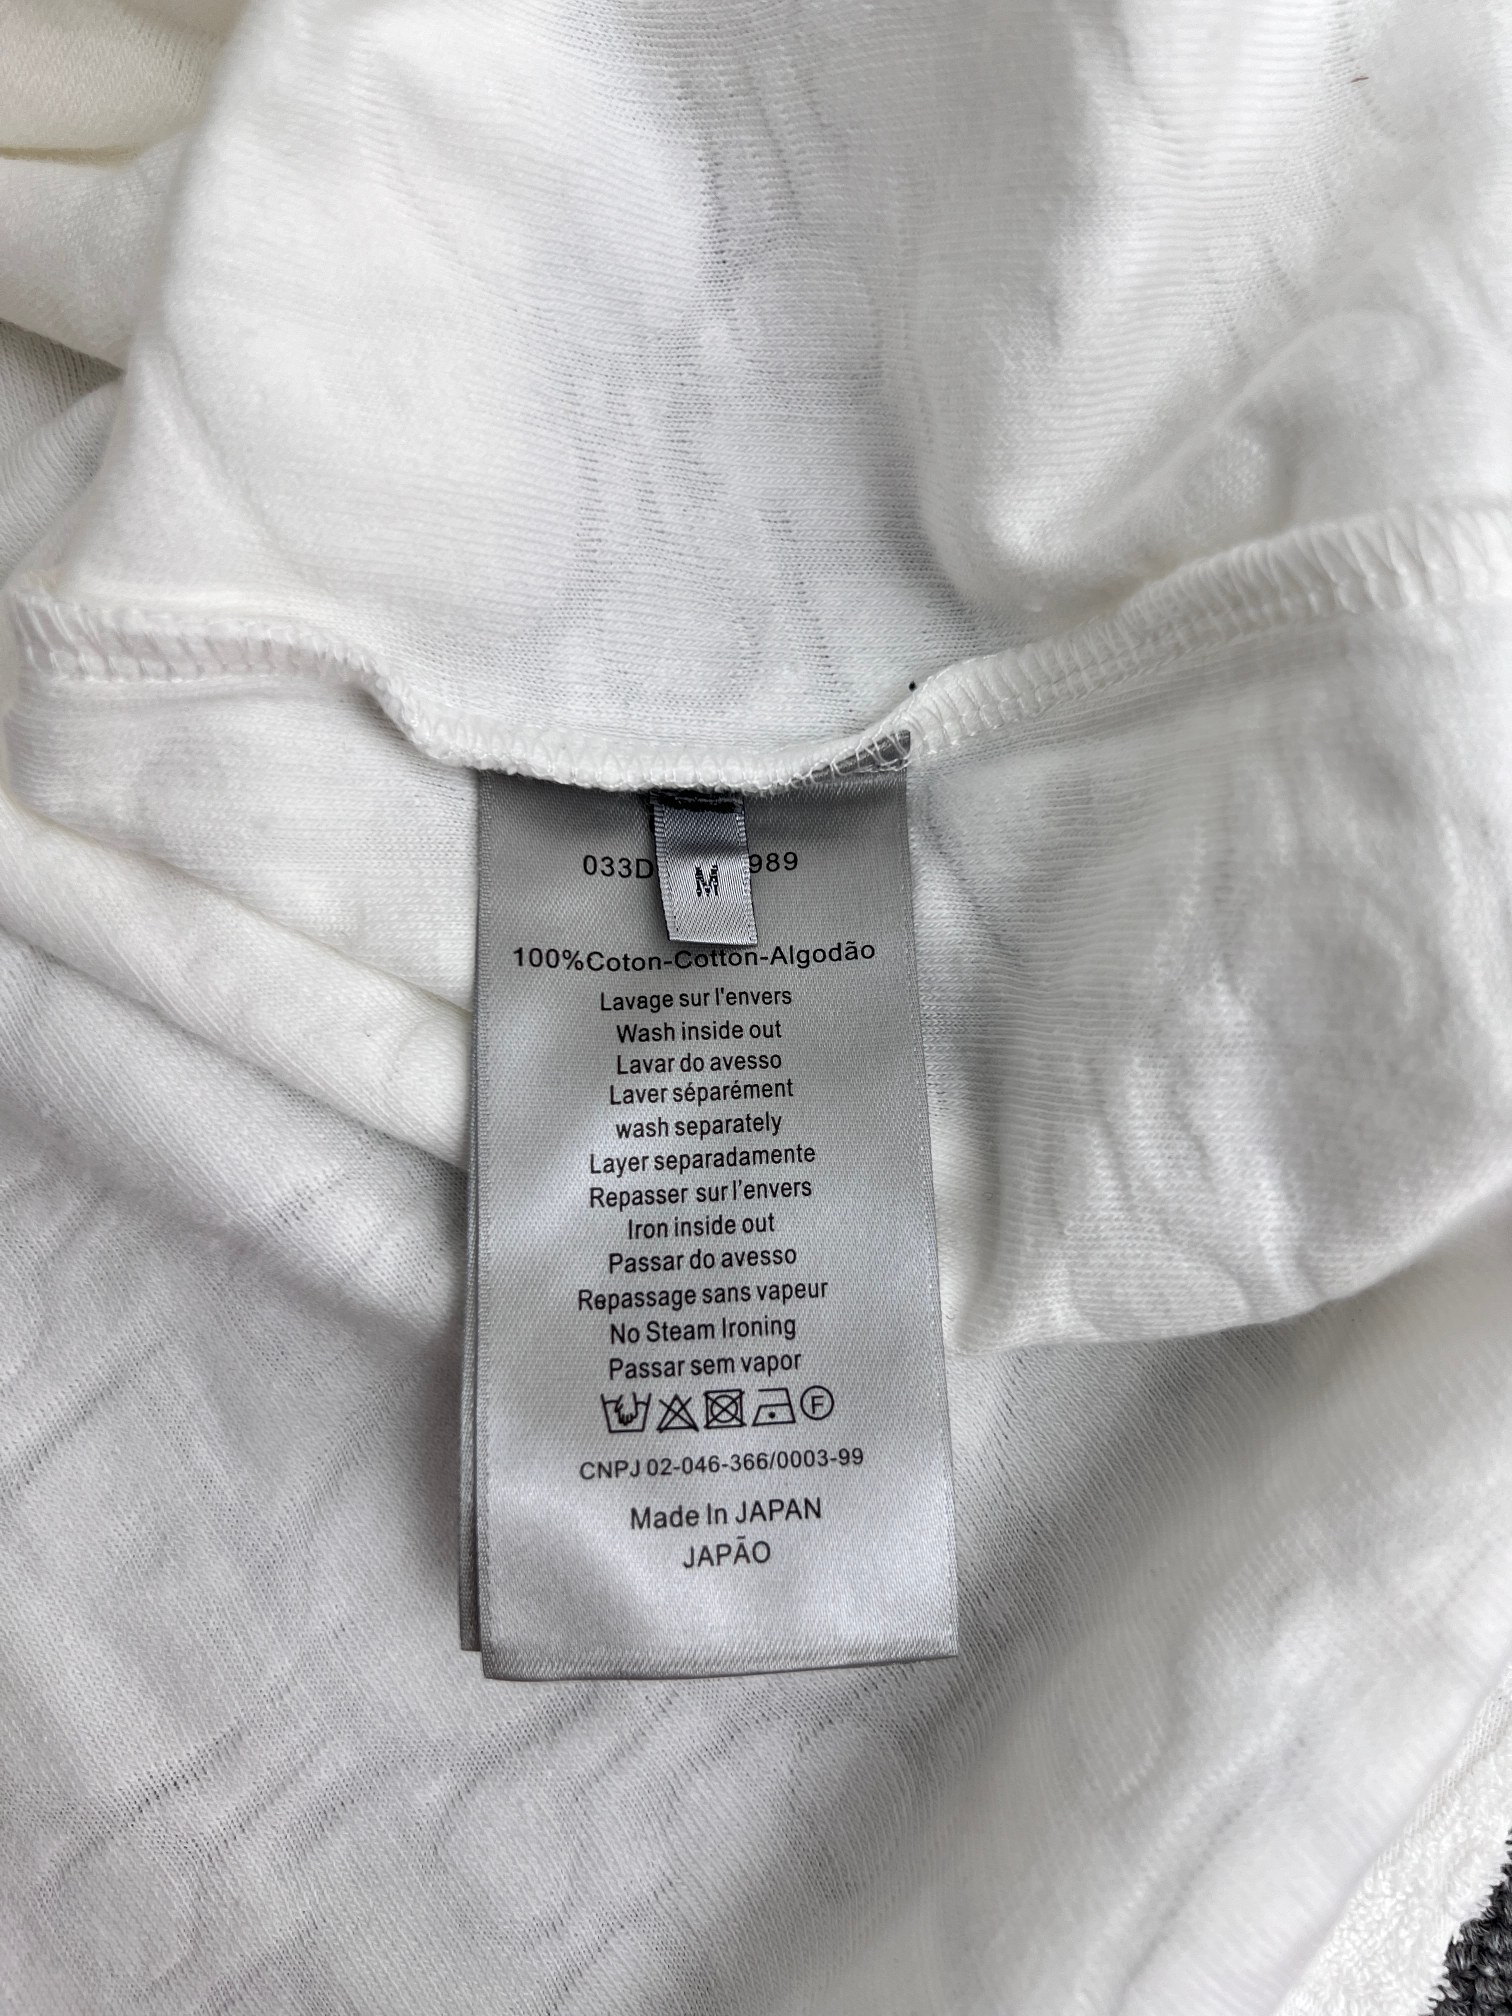 033D 989
M
100%Coton-Cotton-Algodão
Lavage sur l'envers
Wash inside out
Lavar do avesso
Laver séparément
wash separately
Layer separadamente
Repasser sur l'envers
Iron inside out
Passar do avesso
Repassage sans vapeur
No Steam Ironing
Passar sem vapor
F
CNPJ 02-046-366/0003-99
Made In JAPAN
JAPÃO